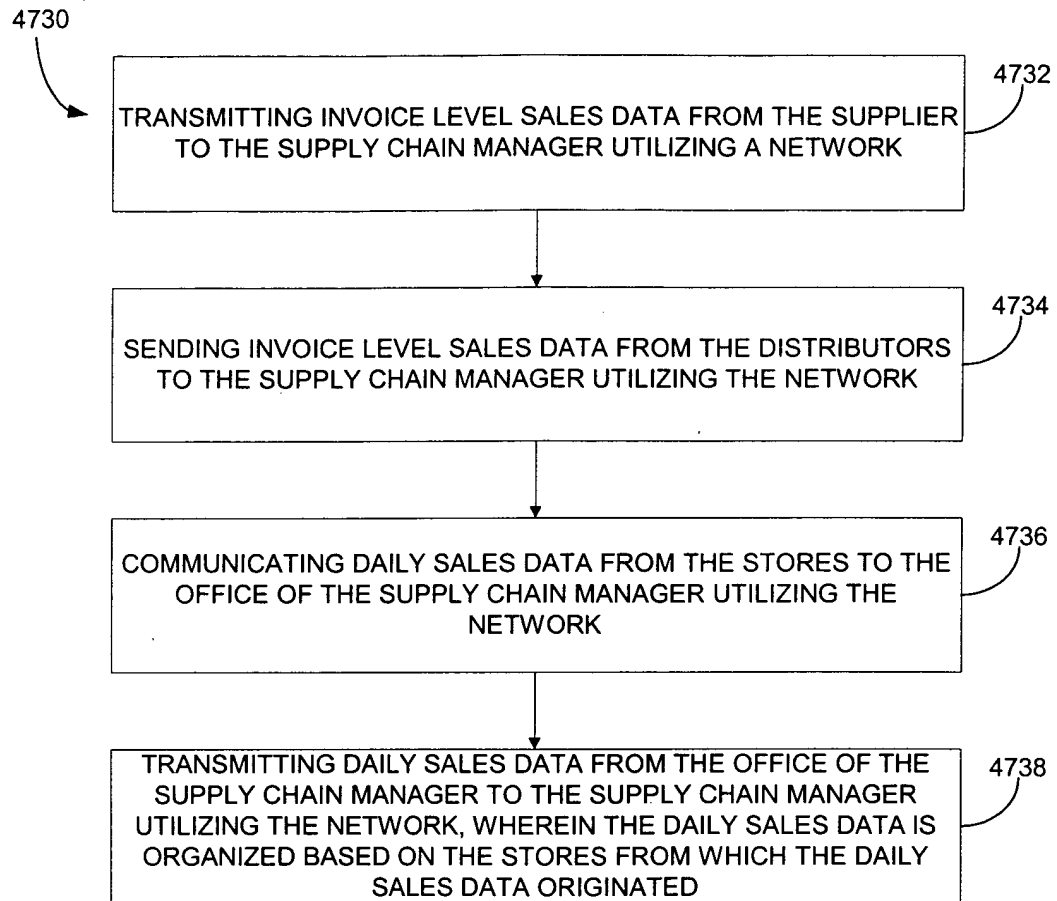 4730
4732
TRANSMITTING INVOICE LEVEL SALES DATA FROM THE SUPPLIER
TO THE SUPPLY CHAIN MANAGER UTILIZING A NETWORK
4734
SENDING INVOICE LEVEL SALES DATA FROM THE DISTRIBUTORS
TO THE SUPPLY CHAIN MANAGER UTILIZING THE NETWORK
4736
COMMUNICATING DAILY SALES DATA FROM THE STORES TO THE
OFFICE OF THE SUPPLY CHAIN MANAGER UTILIZING THE
NETWORK
4738
TRANSMITTING DAILY SALES DATA FROM THE OFFICE OF THE
SUPPLY CHAIN MANAGER TO THE SUPPLY CHAIN MANAGER
UTILIZING THE NETWORK, WHEREIN THE DAILY SALES DATA IS
ORGANIZED BASED ON THE STORES FROM WHICH THE DAILY
SALES DATA ORIGINATED